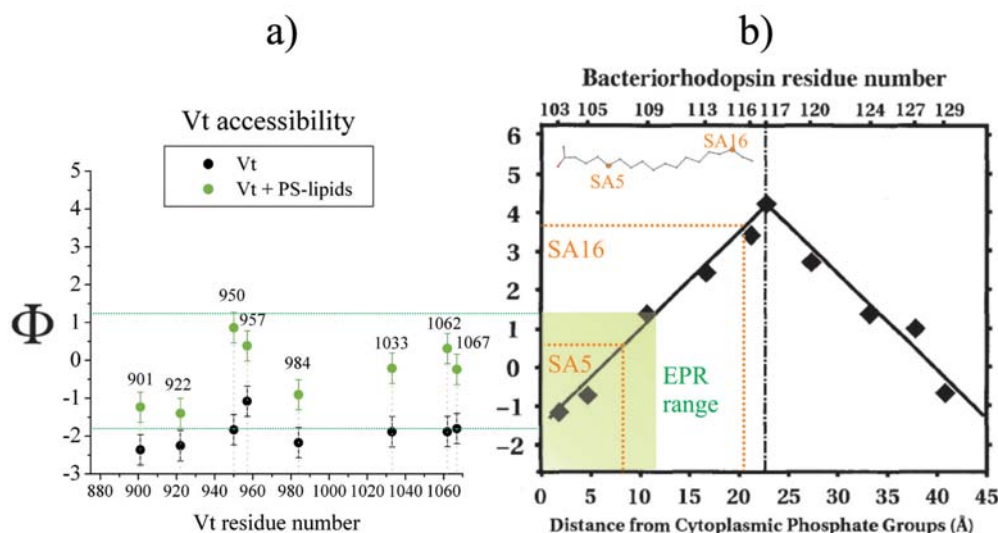 a)
Vt accessibility
Vt
Vt + PS-lipids
Φ
5
4
3
2
1
0
-1
-2
-3
901
922
950
957
984
1033
1062
1067
880 900 920 940 960 980 1000 1020 1040 1060
Vt residue number
b)
Bacteriorhodopsin residue number
103 105 109 113 116 117 120 124 127 129
6
5
4
3
2
1
0
−1
−2
SA16
SA5
SA16
SA5
EPR
range
0 5 10 15 20 25 30 35 40 45
Distance from Cytoplasmic Phosphate Groups (Å)